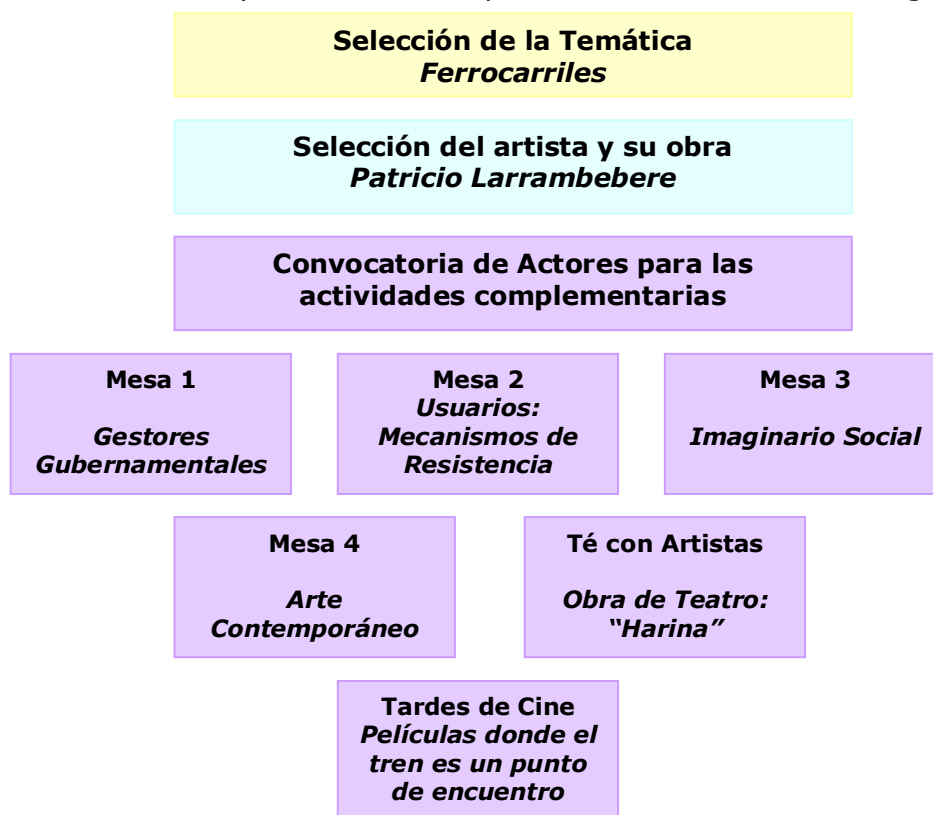 Selección de la Temática
Ferrocarriles
Selección del artista y su obra
Patricio Larrambebere
Convocatoria de Actores para las
actividades complementarias
Mesa 1
Gestores
Gubernamentales
Mesa 2
Usuarios:
Mecanismos de
Resistencia
Mesa 3
Imaginario Social
Mesa 4
Arte
Contemporáneo
Té con Artistas
Obra de Teatro:
“Harina”
Tardes de Cine
Películas donde el
tren es un punto
de encuentro